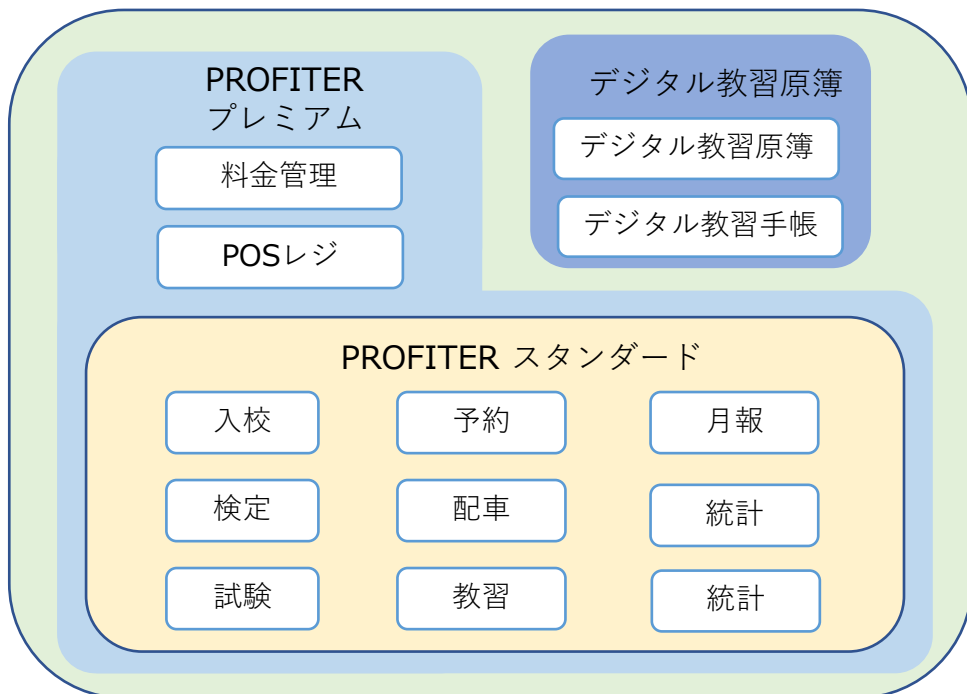 PROFITER
プレミアム
料金管理
POSレジ
デジタル教習原簿
デジタル教習原簿
デジタル教習手帳
PROFITER スタンダード
入校
予約
月報
検定
配車
統計
試験
教習
統計